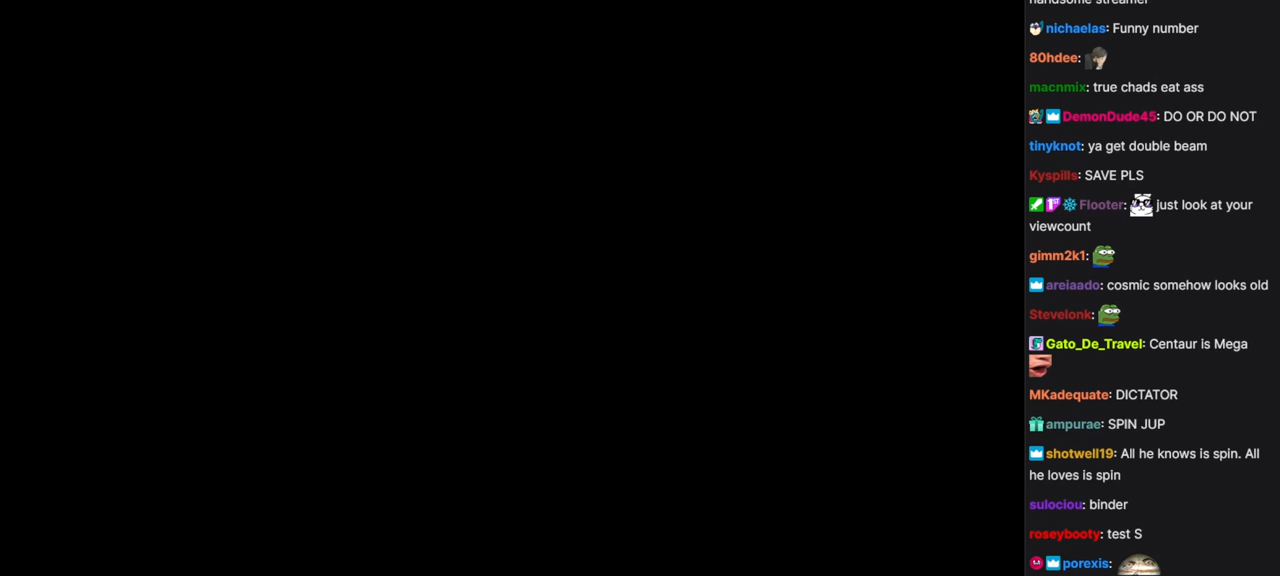 handsome streamer
nichaelas: Funny number
80hdee:
macnmix: true chads eat ass
DemonDude45: DO OR DO NOT
tinyknot: ya get double beam
Kyspills: SAVE PLS
Flooter: just look at your
viewcount
gimm2k1:
areiaado: cosmic somehow looks old
Stevelonk:
Gato_De_Travel: Centaur is Mega
MKadequate: DICTATOR
ampurae: SPIN JUP
shotwell19: All he knows is spin. All
he loves is spin
sulociou: binder
roseybooty: test S
porexis: